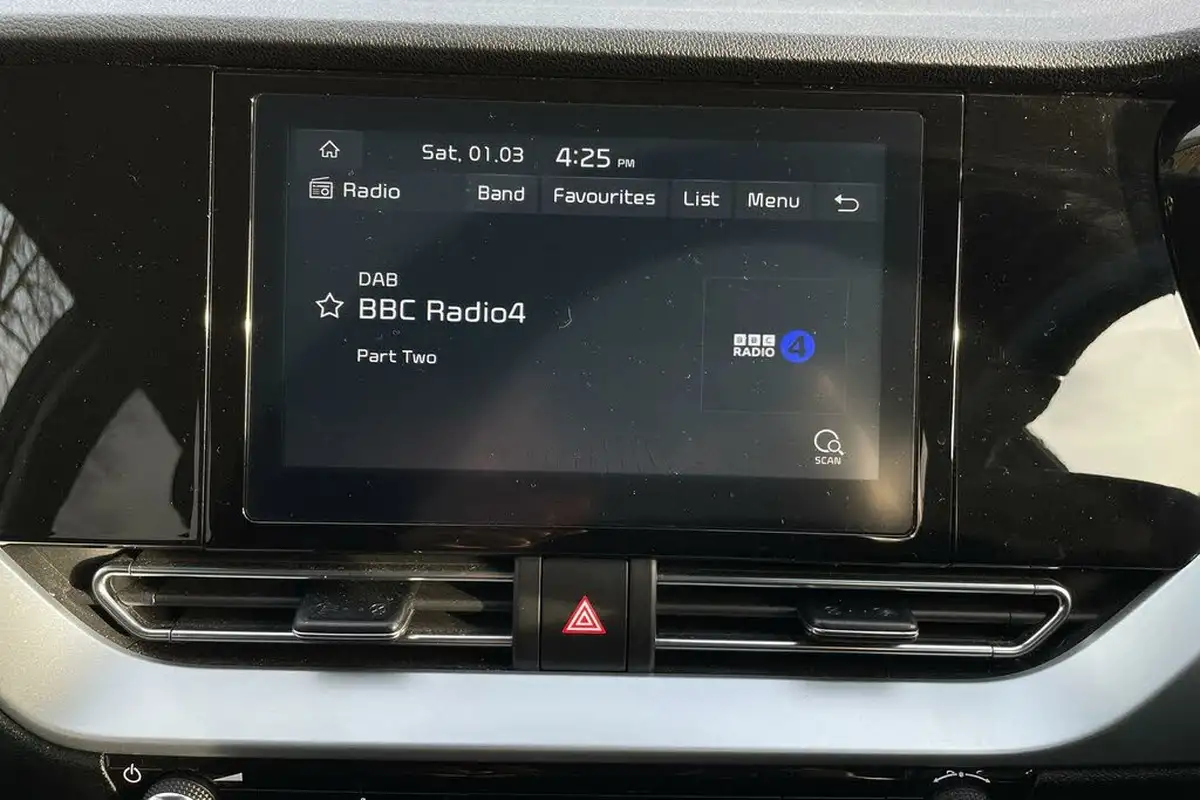 Sat, 01.03 4:25 PM
Radio Band Favourites List Menu
DAB
BBC Radio4
Part Two
BBC
RADIO 4
SCAN